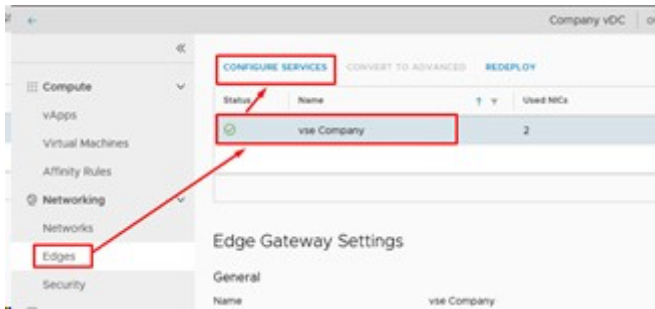 Company vDC
CONFIGURE SERVICES CONVERT TO ADVANCED REDEPLOY
Compute
Status Name Used NICs
vApps
vse Company 2
Virtual Machines
Affinity Rules
Networking
Networks
Edge Gateway Settings
Edges
General
Security
Name vse Company